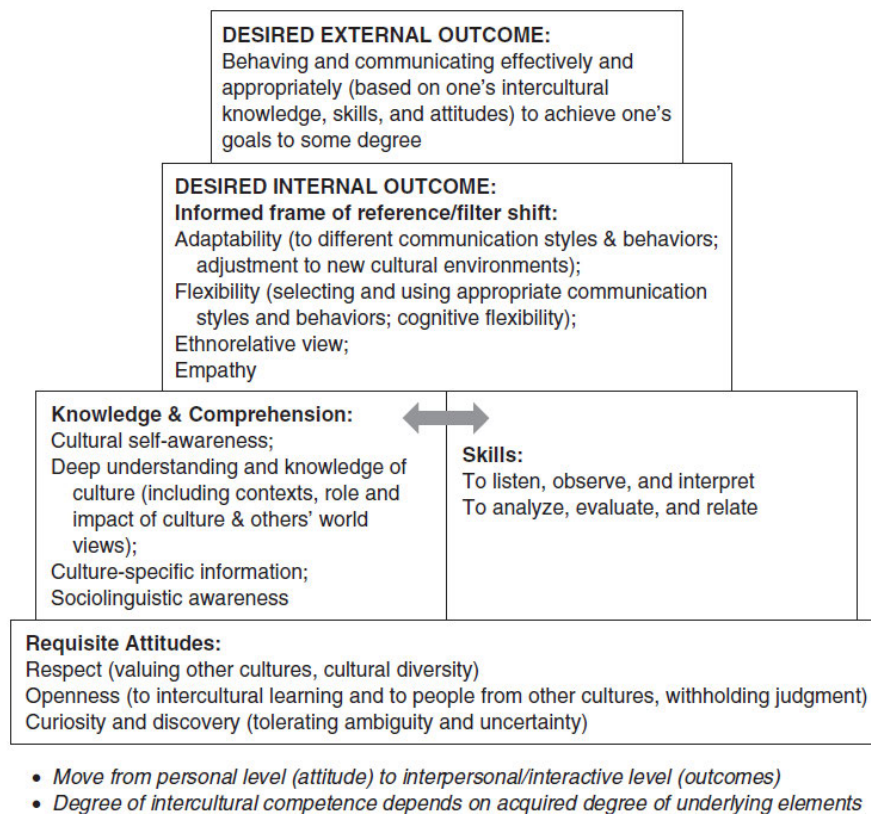 DESIRED EXTERNAL OUTCOME:
Behaving and communicating effectively and
appropriately (based on one's intercultural
knowledge, skills, and attitudes) to achieve one's
goals to some degree
DESIRED INTERNAL OUTCOME:
Informed frame of reference/filter shift:
Adaptability (to different communication styles & behaviors;
adjustment to new cultural environments);
Flexibility (selecting and using appropriate communication
styles and behaviors; cognitive flexibility);
Ethnorelative view;
Empathy
Knowledge & Comprehension:
Cultural self-awareness;
Deep understanding and knowledge of
culture (including contexts, role and
impact of culture & others' world
views);
Culture-specific information;
Sociolinguistic awareness
Skills:
To listen, observe, and interpret
To analyze, evaluate, and relate
Requisite Attitudes:
Respect (valuing other cultures, cultural diversity)
Openness (to intercultural learning and to people from other cultures, withholding judgment)
Curiosity and discovery (tolerating ambiguity and uncertainty)
• Move from personal level (attitude) to interpersonal/interactive level (outcomes)
• Degree of intercultural competence depends on acquired degree of underlying elements